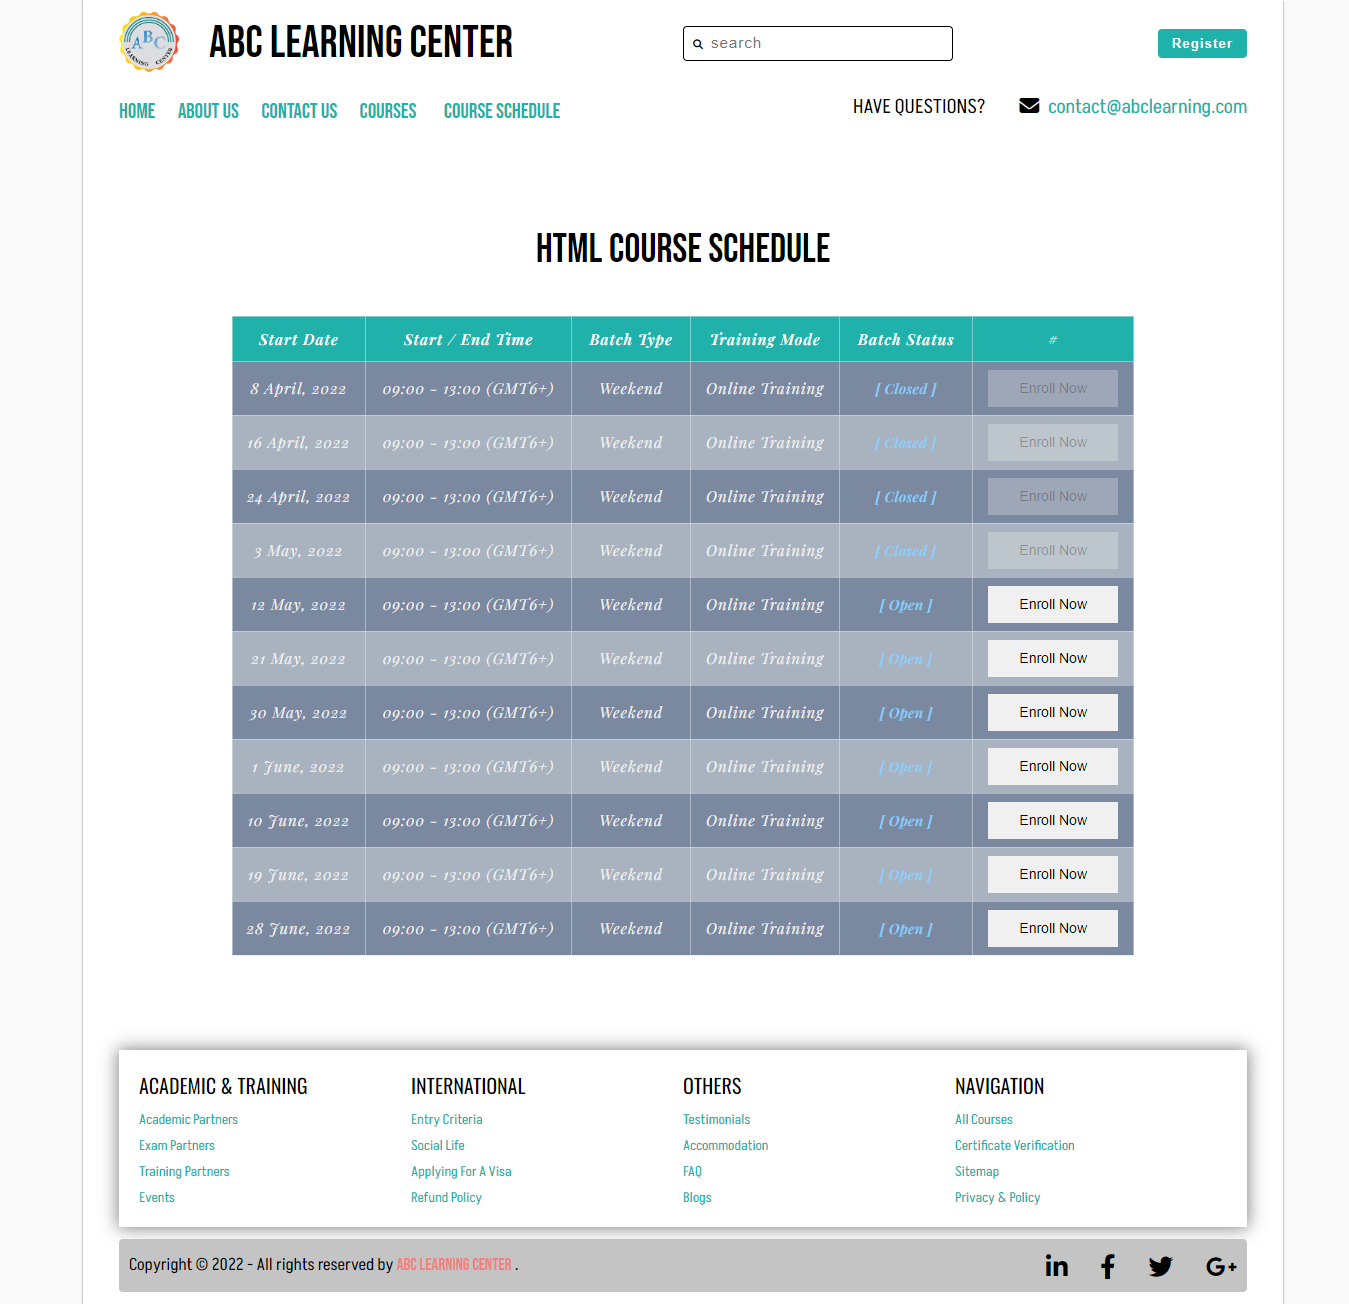 ABC
LEARNING CENTER
ABC LEARNING CENTER
search
Register
HOME ABOUT US CONTACT US COURSES COURSE SCHEDULE
HAVE QUESTIONS? contact@abclearning.com
HTML COURSE SCHEDULE
Start Date Start / End Time Batch Type Training Mode Batch Status #
8 April, 2022 09:00 - 13:00 (GMT6+) Weekend Online Training [ Closed ] Enroll Now
16 April, 2022 09:00 - 13:00 (GMT6+) Weekend Online Training [ Closed ] Enroll Now
24 April, 2022 09:00 - 13:00 (GMT6+) Weekend Online Training [ Closed ] Enroll Now
3 May, 2022 09:00 - 13:00 (GMT6+) Weekend Online Training [ Closed ] Enroll Now
12 May, 2022 09:00 - 13:00 (GMT6+) Weekend Online Training [ Open ] Enroll Now
21 May, 2022 09:00 - 13:00 (GMT6+) Weekend Online Training [ Open ] Enroll Now
30 May, 2022 09:00 - 13:00 (GMT6+) Weekend Online Training [ Open ] Enroll Now
1 June, 2022 09:00 - 13:00 (GMT6+) Weekend Online Training [ Open ] Enroll Now
10 June, 2022 09:00 - 13:00 (GMT6+) Weekend Online Training [ Open ] Enroll Now
19 June, 2022 09:00 - 13:00 (GMT6+) Weekend Online Training [ Open ] Enroll Now
28 June, 2022 09:00 - 13:00 (GMT6+) Weekend Online Training [ Open ] Enroll Now
ACADEMIC & TRAINING
Academic Partners
Exam Partners
Training Partners
Events
INTERNATIONAL
Entry Criteria
Social Life
Applying For A Visa
Refund Policy
OTHERS
Testimonials
Accommodation
FAQ
Blogs
NAVIGATION
All Courses
Certificate Verification
Sitemap
Privacy & Policy
Copyright © 2022 - All rights reserved by ABC LEARNING CENTER .